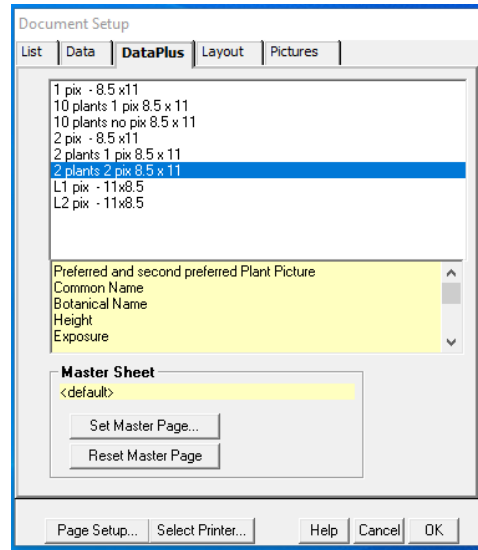 Document Setup
List Data DataPlus Layout Pictures
1 pix - 8.5 x11
10 plants 1 pix 8.5 x 11
10 plants no pix 8.5 x 11
2 pix - 8.5 x11
2 plants 1 pix 8.5 x 11
2 plants 2 pix 8.5 x 11
L1 pix - 11x8.5
L2 pix - 11x8.5
Preferred and second preferred Plant Picture
Common Name
Botanical Name
Height
Exposure
Master Sheet
<default>
Set Master Page...
Reset Master Page
Page Setup... Select Printer... Help Cancel OK